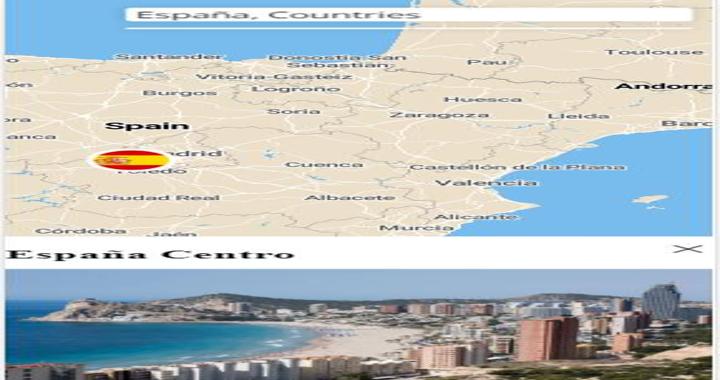 España, Countries
Santander
Donostia-San
Sebastián
Toulouse
Pau
Vitoria-Gasteiz
Logroño
Burgos
Andorra
Huesca
Soria
Zaragoza
Lleida
Spain
Cuenca
Castellón de la Plana
Valencia
Ciudad Real
Albacete
Alicante
Murcia
Córdoba
Jaén
España Centro